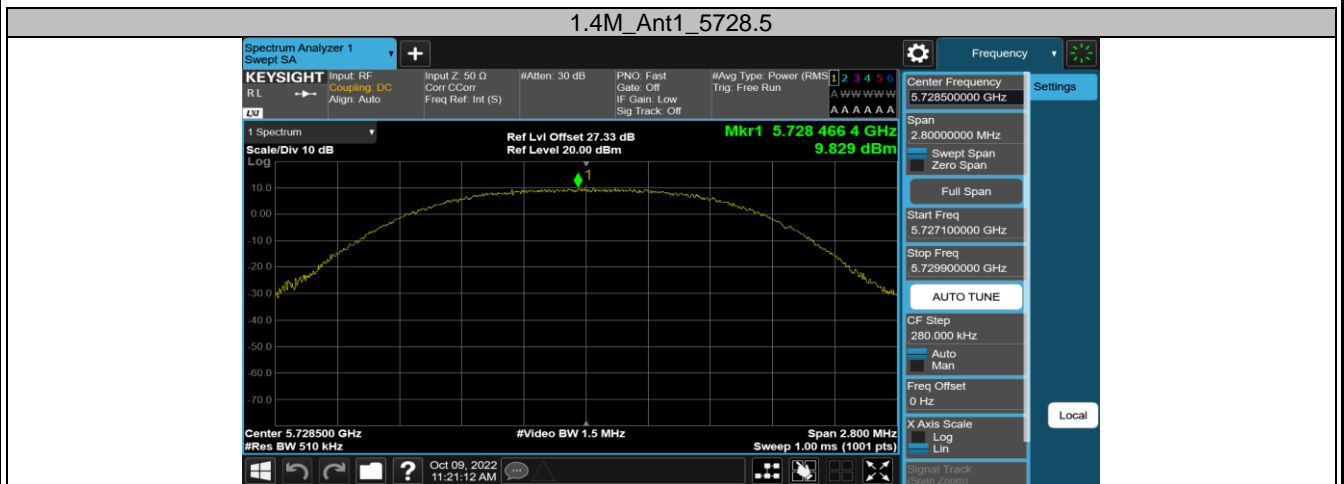 1.4M_Ant1_5728.5
Spectrum Analyzer 1
Swept SA
+
Frequency
KEYSIGHT
RL
LXI
Input: RF
Coupling: DC
Align: Auto
Input Z: 50 Ω
Corr CCorr
Freq Ref: Int (S)
#Atten: 30 dB
PNO: Fast
Gate: Off
IF Gain: Low
Sig Track: Off
#Avg Type: Power (RMS
Trig: Free Run
1 2 3 4 5 6
A W W W W W
A A A A A A
Center Frequency
5.728500000 GHz
Settings
Span
2.80000000 MHz
Swept Span
Zero Span
Full Span
Start Freq
5.727100000 GHz
Stop Freq
5.729900000 GHz
AUTO TUNE
CF Step
280.000 kHz
Auto
Man
Freq Offset
0 Hz
X Axis Scale
Log
Lin
Signal Track
(Span Zoom)
Local
1 Spectrum
Scale/Div 10 dB
Ref Lvl Offset 27.33 dB
Ref Level 20.00 dBm
Mkr1 5.728 466 4 GHz
9.829 dBm
Log
1
10.0
0.00
-10.0
-20.0
-30.0
-40.0
-50.0
-60.0
-70.0
Center 5.728500 GHz
#Res BW 510 kHz
#Video BW 1.5 MHz
Span 2.800 MHz
Sweep 1.00 ms (1001 pts)
?
Oct 09, 2022
11:21:12 AM